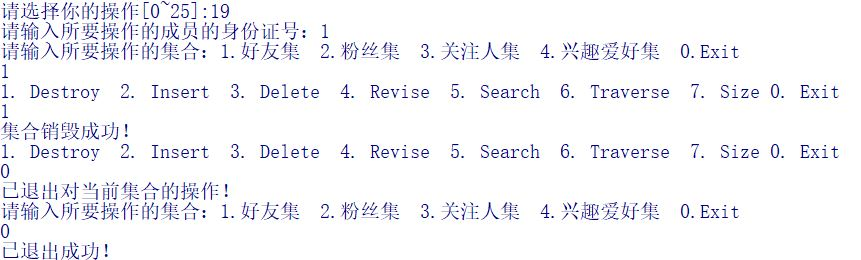 请选择你的操作[0~25]:19
请输入所要操作的成员的身份证号: 1
请输入所要操作的集合: 1.好友集  2.粉丝集  3.关注人集  4.兴趣爱好集  0.Exit
1
1. Destroy  2. Insert  3. Delete  4. Revise  5. Search  6. Traverse  7. Size 0. Exit
1
集合销毁成功!
1. Destroy  2. Insert  3. Delete  4. Revise  5. Search  6. Traverse  7. Size 0. Exit
0
已退出对当前集合的操作!
请输入所要操作的集合: 1.好友集  2.粉丝集  3.关注人集  4.兴趣爱好集  0.Exit
0
已退出成功!